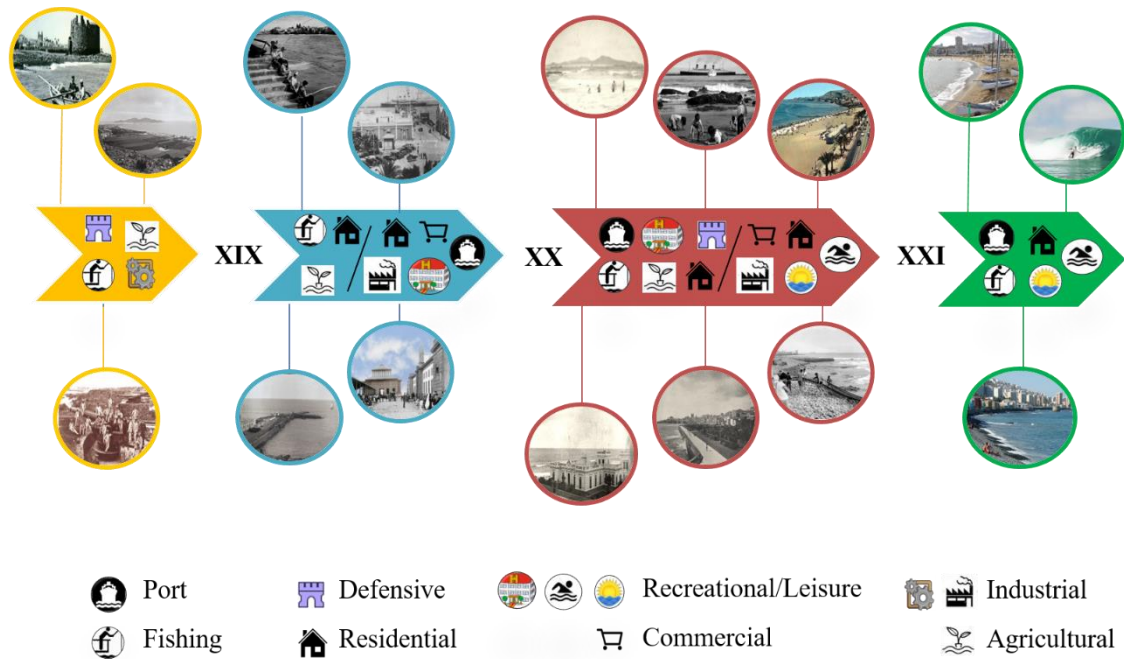 XIX
XX
XXI
Port
Defensive
Recreational/Leisure
Industrial
Fishing
Residential
Commercial
Agricultural